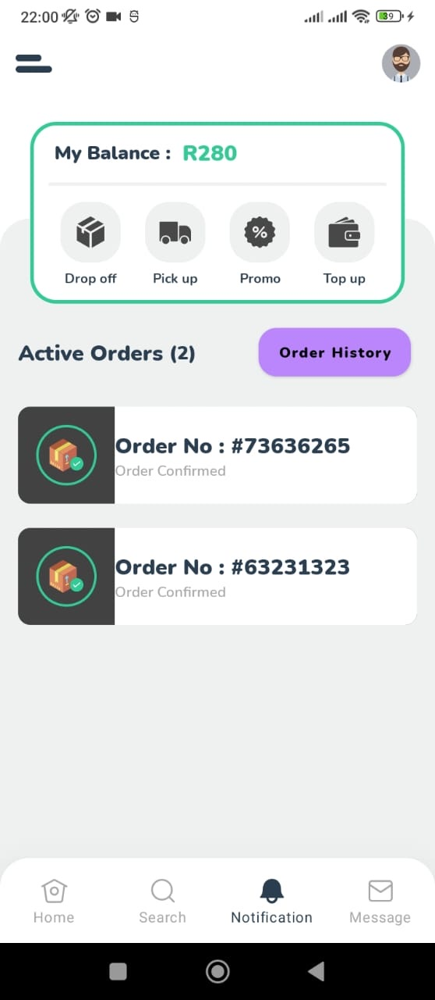 22:00
39
My Balance : R280
Drop off Pick up Promo Top up
Active Orders (2) Order History
Order No : #73636265
Order Confirmed
Order No : #63231323
Order Confirmed
Home Search Notification Message